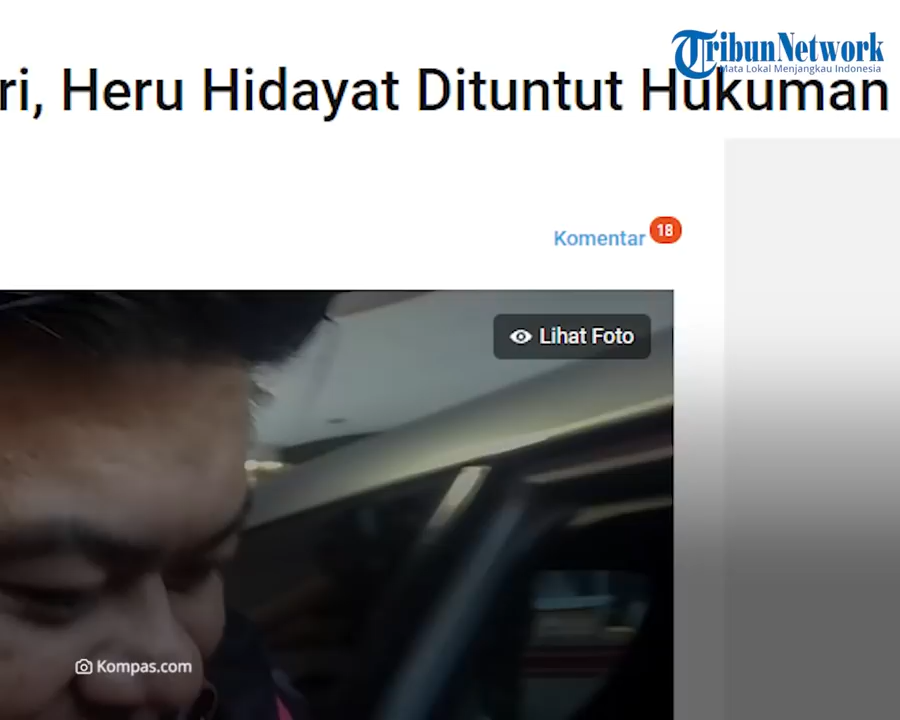 TribunNetwork
Mata Lokal Menjangkau Indonesia
ri, Heru Hidayat Dituntut Hukuman
Komentar 18
Lihat Foto
Kompas.com